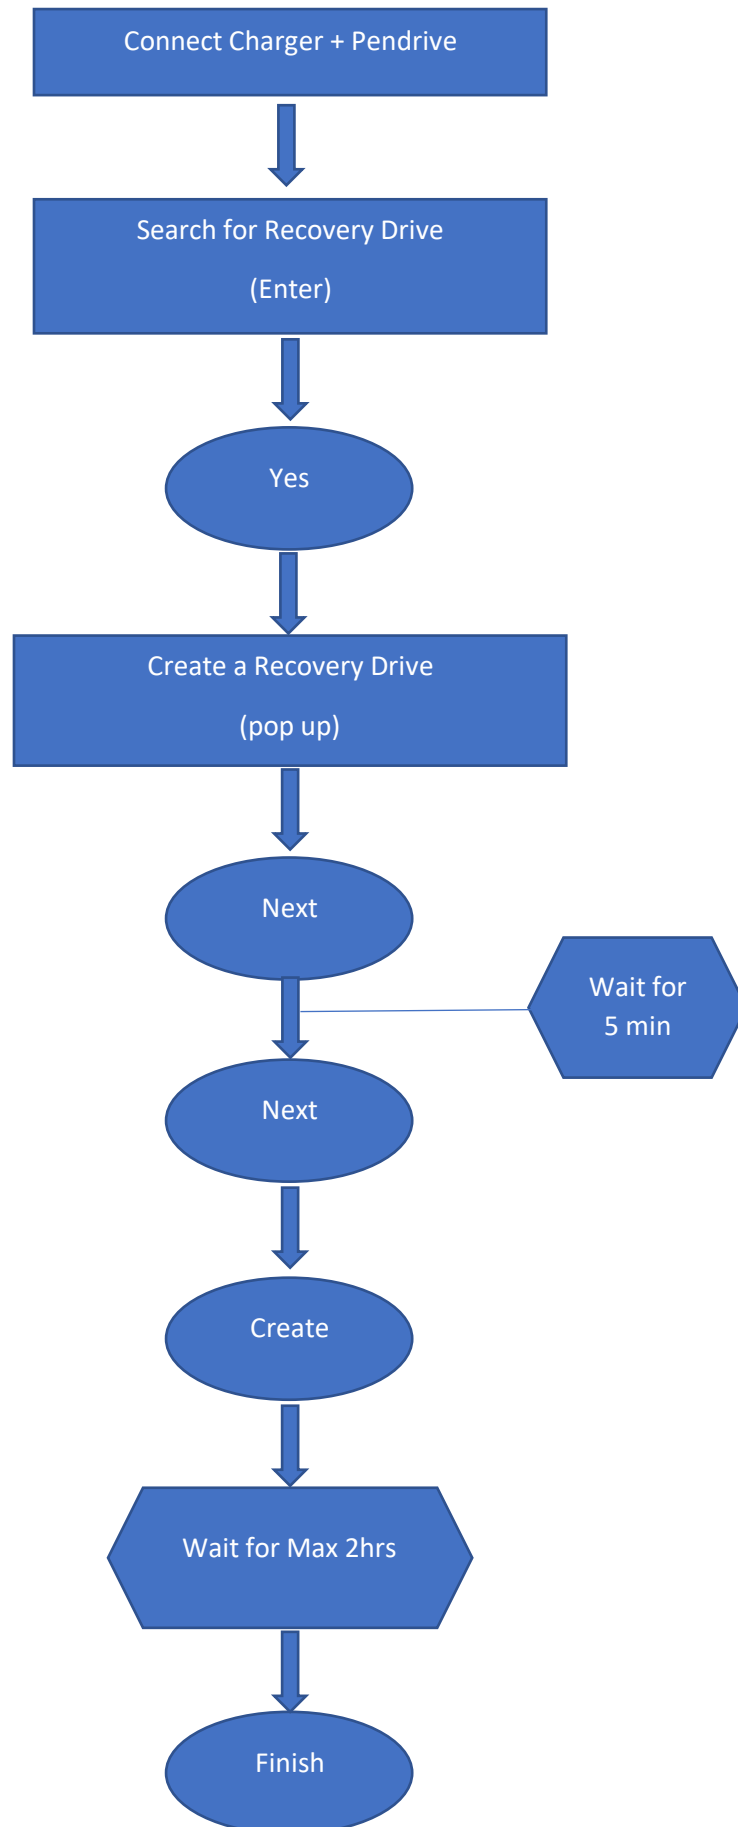 Connect Charger + Pendrive
Search for Recovery Drive
(Enter)
Yes
Create a Recovery Drive
(pop up)
Next
Wait for
5 min
Next
Create
Wait for Max 2hrs
Finish